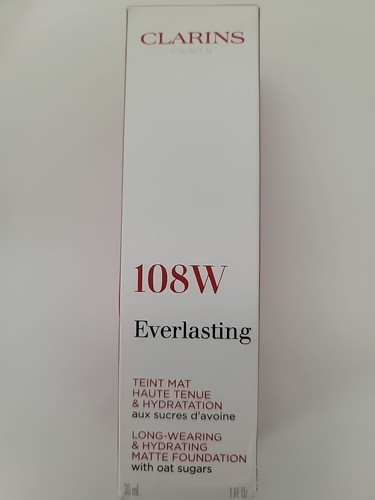 CLARINS
PARIS
108W
Everlasting
TEINT MAT
HAUTE TENUE
& HYDRATATION
aux sucres d'avoine
LONG-WEARING
& HYDRATING
MATTE FOUNDATION
with oat sugars